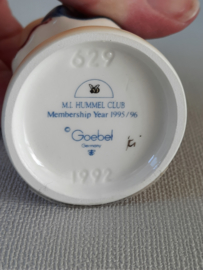 629
M.I. HUMMEL CLUB
Membership Year 1995/96
© Goebel
Germany
1992